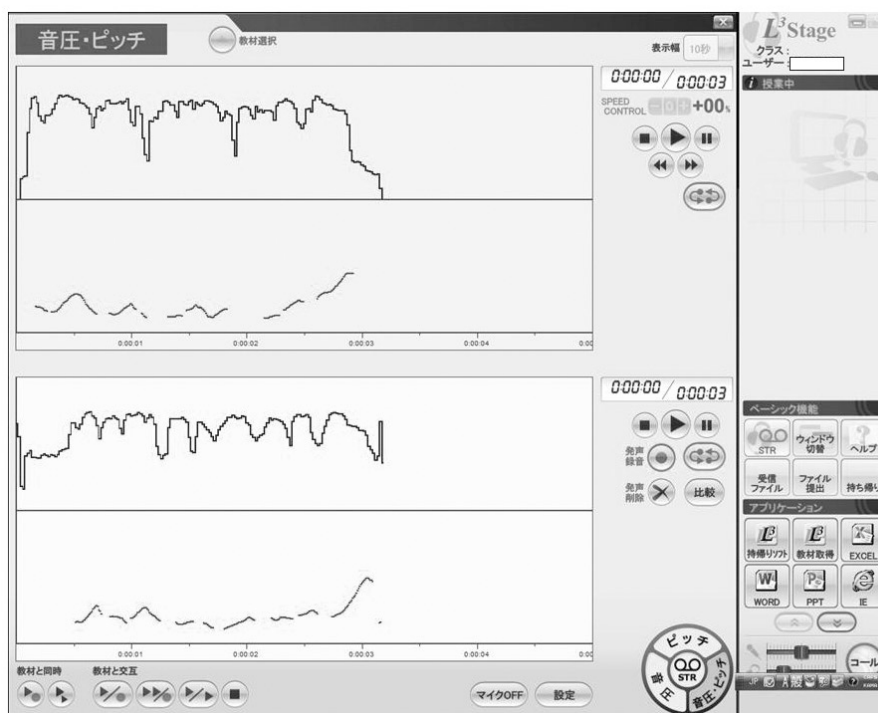 音圧・ピッチ
教材選択
表示幅 10秒
0:00:00 / 0:00:03
SPEED
CONTROL
- 0 + +00%
0:00:01 0:00:02 0:00:03 0:00:04
0:00:00 / 0:00:03
発声
録音
発声
削除
比較
0:00:01 0:00:02 0:00:03 0:00:04
教材と同時
教材と交互
マイクOFF
設定
ピッチ
音圧
音圧・ピッチ
STR
L³Stage
クラス:
ユーザー:
授業中
ベーシック機能
STR
ウィンドウ
切替
ヘルプ
受信
ファイル
ファイル
提出
持ち帰り
アプリケーション
L³
持帰りソフト
L³
教材取得
EXCEL
WORD
PPT
IE
コール
JP